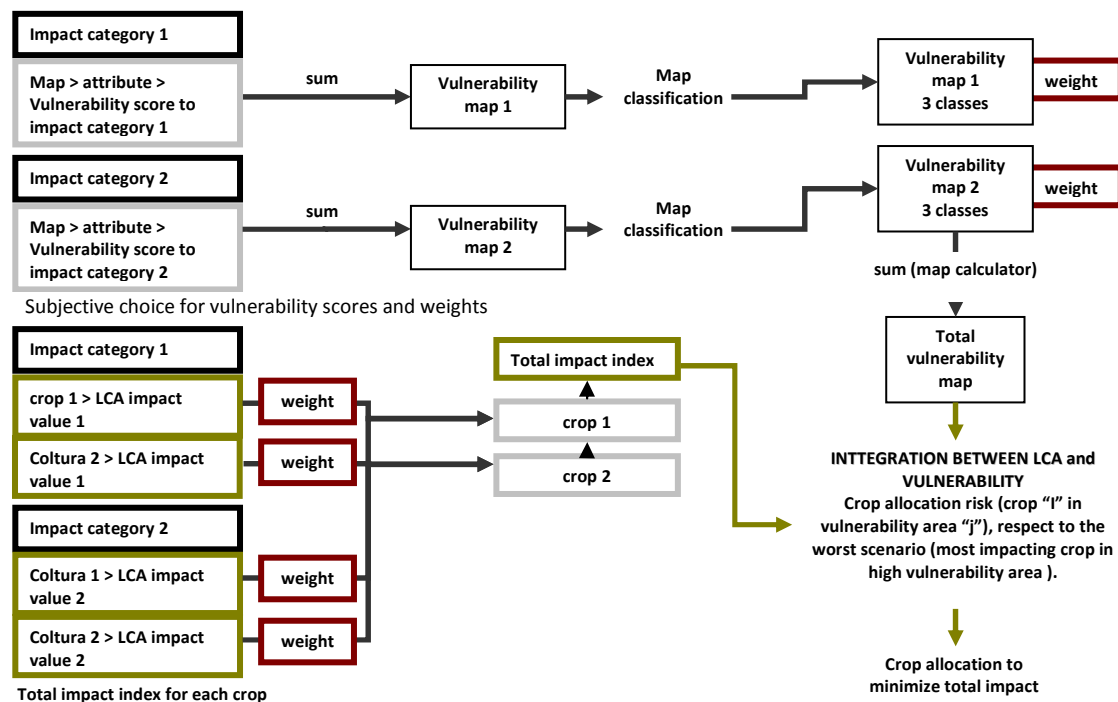 Impact category 1
Map > attribute >
Vulnerability score to
impact category 1
sum
Vulnerability
map 1
Map
classification
Vulnerability
map 1
3 classes
weight
Impact category 2
Map > attribute >
Vulnerability score to
impact category 2
sum
Vulnerability
map 2
Map
classification
Vulnerability
map 2
3 classes
weight
sum (map calculator)
Subjective choice for vulnerability scores and weights
Total
vulnerability
map
Impact category 1
crop 1 > LCA impact
value 1
weight
Coltura 2 > LCA impact
value 1
weight
Total impact index
crop 1
crop 2
Impact category 2
Coltura 1 > LCA impact
value 2
weight
Coltura 2 > LCA impact
value 2
weight
Total impact index for each crop
INTTEGRATION BETWEEN LCA and
VULNERABILITY
Crop allocation risk (crop “I” in
vulnerability area “j”), respect to the
worst scenario (most impacting crop in
high vulnerability area ).
Crop allocation to
minimize total impact